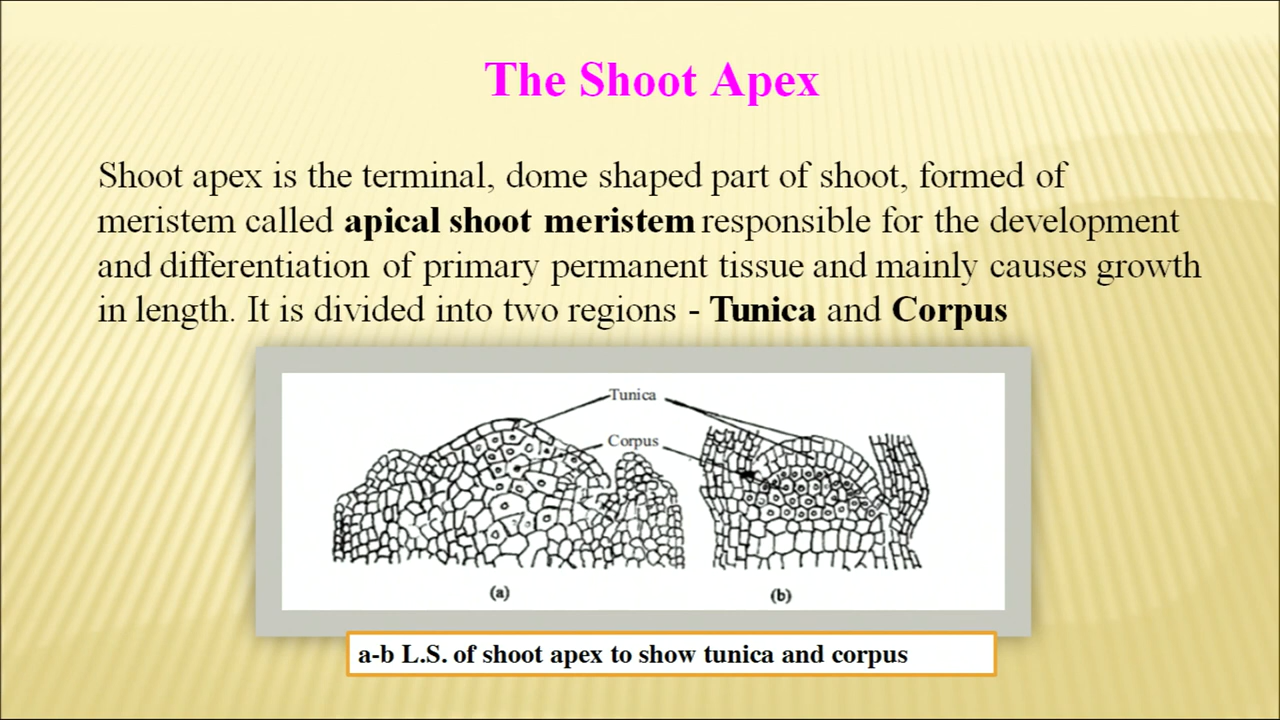 The Shoot Apex
Shoot apex is the terminal, dome shaped part of shoot, formed of
meristem called apical shoot meristem responsible for the development
and differentiation of primary permanent tissue and mainly causes growth
in length. It is divided into two regions - Tunica and Corpus
Tunica
Corpus
(a)
(b)
a-b L.S. of shoot apex to show tunica and corpus